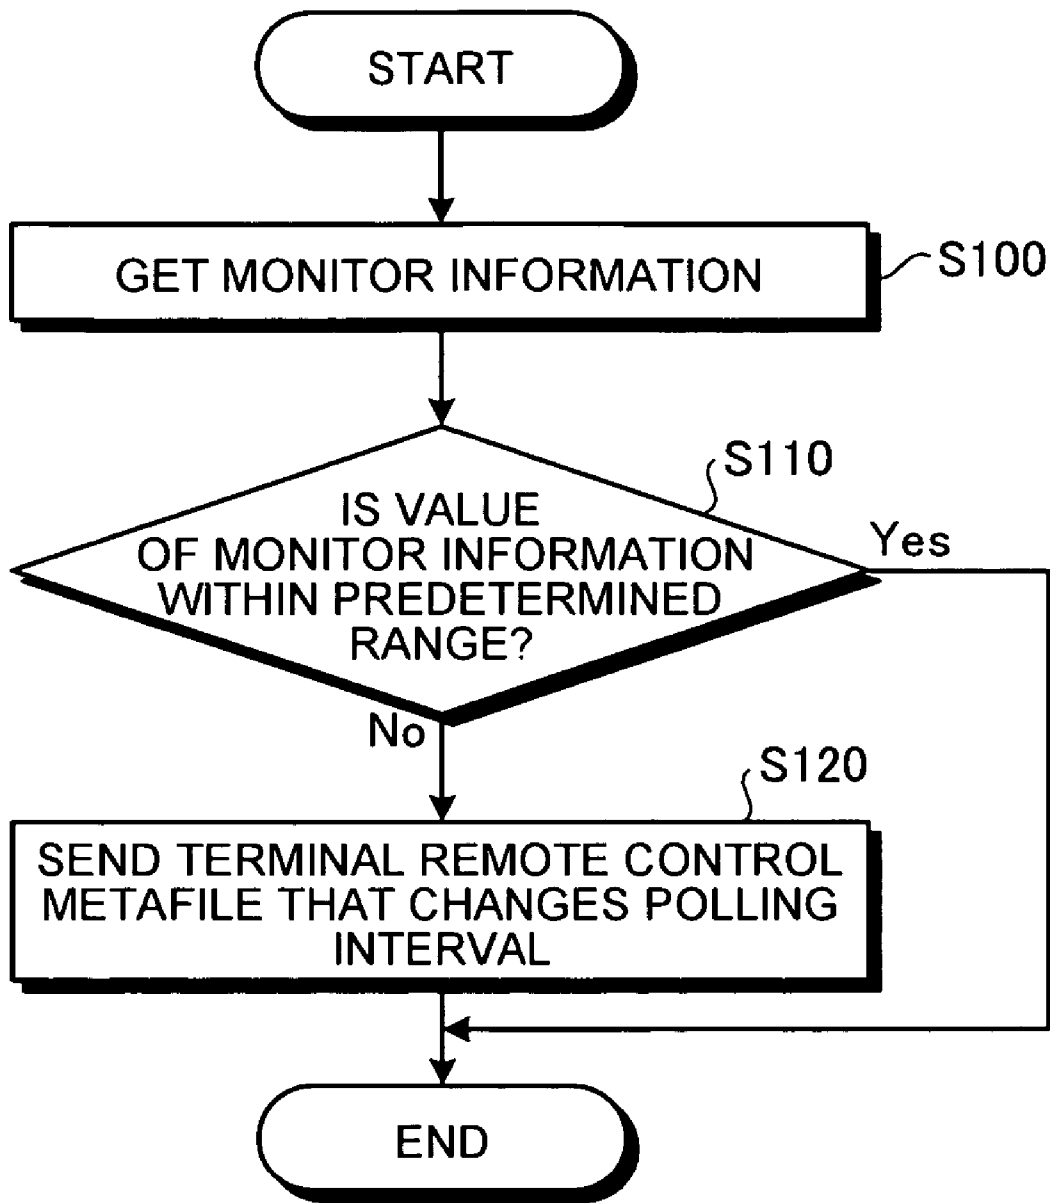 START
GET MONITOR INFORMATION
S100
S110
IS VALUE
OF MONITOR INFORMATION
WITHIN PREDETERMINED
RANGE?
Yes
No
S120
SEND TERMINAL REMOTE CONTROL
METAFILE THAT CHANGES POLLING
INTERVAL
END